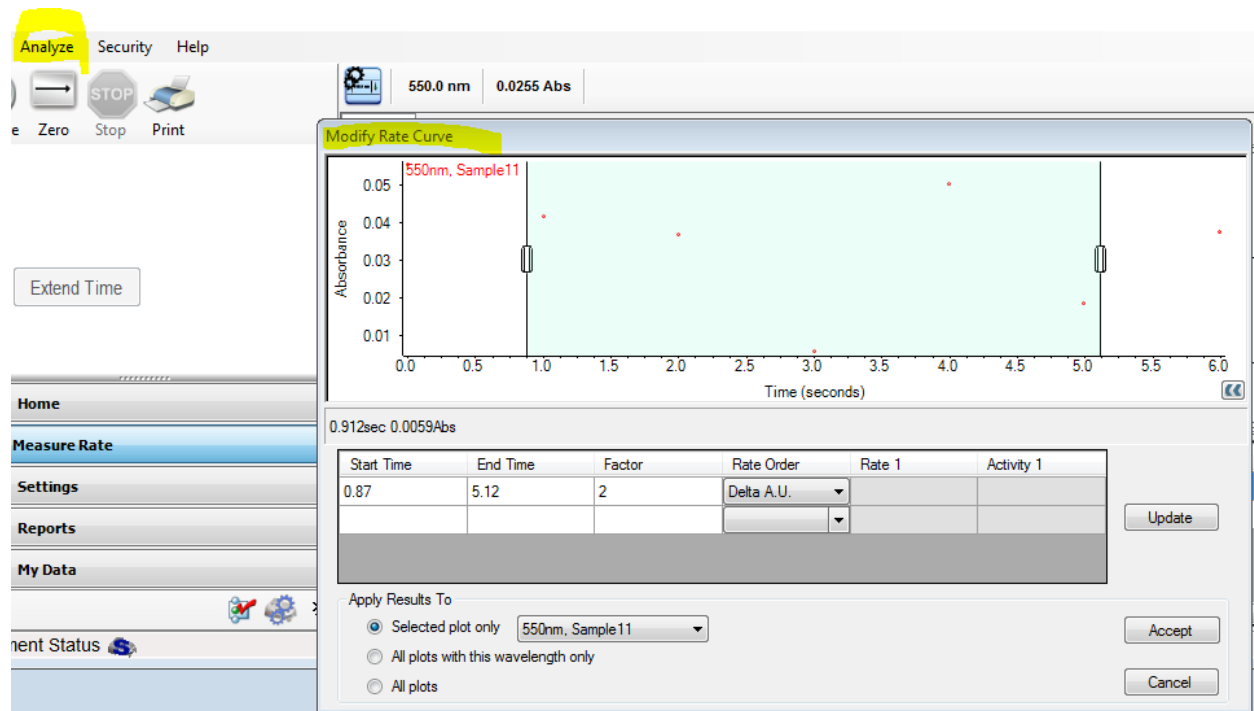 Analyze Security Help
550.0 nm 0.0255 Abs
STOP
e Zero Stop Print
Modify Rate Curve
550nm, Sample11
0.05
0.04
0.03
0.02
0.01
Absorbance
0.0 0.5 1.0 1.5 2.0 2.5 3.0 3.5 4.0 4.5 5.0 5.5 6.0
Time (seconds)
Extend Time
Home
Measure Rate
Settings
Reports
My Data
nent Status
0.912sec 0.0059Abs
Start Time End Time Factor Rate Order Rate 1 Activity 1
0.87 5.12 2 Delta A.U.
Update
Apply Results To
Selected plot only 550nm, Sample11
All plots with this wavelength only
All plots
Accept
Cancel